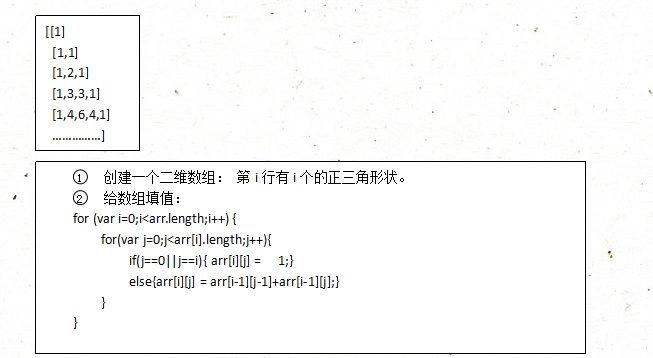 [[1]
[1,1]
[1,2,1]
[1,3,3,1]
[1,4,6,4,1]
……………]
① 创建一个二维数组： 第 i 行有 i 个的正三角形状。
② 给数组填值：
for (var i=0;i<arr.length;i++) {
for(var j=0;j<arr[i].length;j++){
if(j==0||j==i){ arr[i][j] = 1;}
else{arr[i][j] = arr[i-1][j-1]+arr[i-1][j];}
}
}